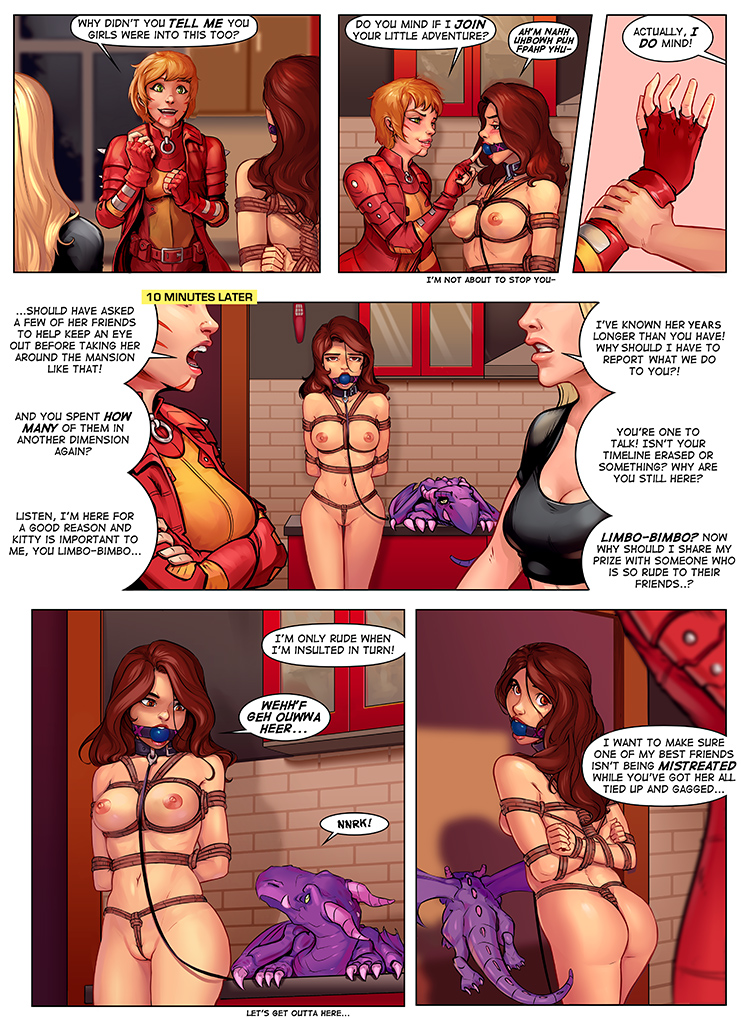 WHY DIDN'T YOU TELL ME YOU
GIRLS WERE INTO THIS TOO?
DO YOU MIND IF I JOIN
YOUR LITTLE ADVENTURE?
AH'M NAHH
UHBOWH PUH
FPAHP YHU-
I'M NOT ABOUT TO STOP YOU-
ACTUALLY, I
DO MIND!
10 MINUTES LATER
...SHOULD HAVE ASKED
A FEW OF HER FRIENDS
TO HELP KEEP AN EYE
OUT BEFORE TAKING HER
AROUND THE MANSION
LIKE THAT!
I'VE KNOWN HER YEARS
LONGER THAN YOU HAVE!
WHY SHOULD I HAVE TO
REPORT WHAT WE DO
TO YOU?!
AND YOU SPENT HOW
MANY OF THEM IN
ANOTHER DIMENSION
AGAIN?
YOU'RE ONE TO
TALK! ISN'T YOUR
TIMELINE ERASED OR
SOMETHING? WHY ARE
YOU STILL HERE?
LISTEN, I'M HERE FOR
A GOOD REASON AND
KITTY IS IMPORTANT TO
ME, YOU LIMBO-BIMBO...
LIMBO-BIMBO? NOW
WHY SHOULD I SHARE MY
PRIZE WITH SOMEONE WHO
IS SO RUDE TO THEIR
FRIENDS..?
I'M ONLY RUDE WHEN
I'M INSULTED IN TURN!
WEHH'F
GEH OUWWA
HEER...
NNRK!
LET'S GET OUTTA HERE...
I WANT TO MAKE SURE
ONE OF MY BEST FRIENDS
ISN'T BEING MISTREATED
WHILE YOU'VE GOT HER ALL
TIED UP AND GAGGED...